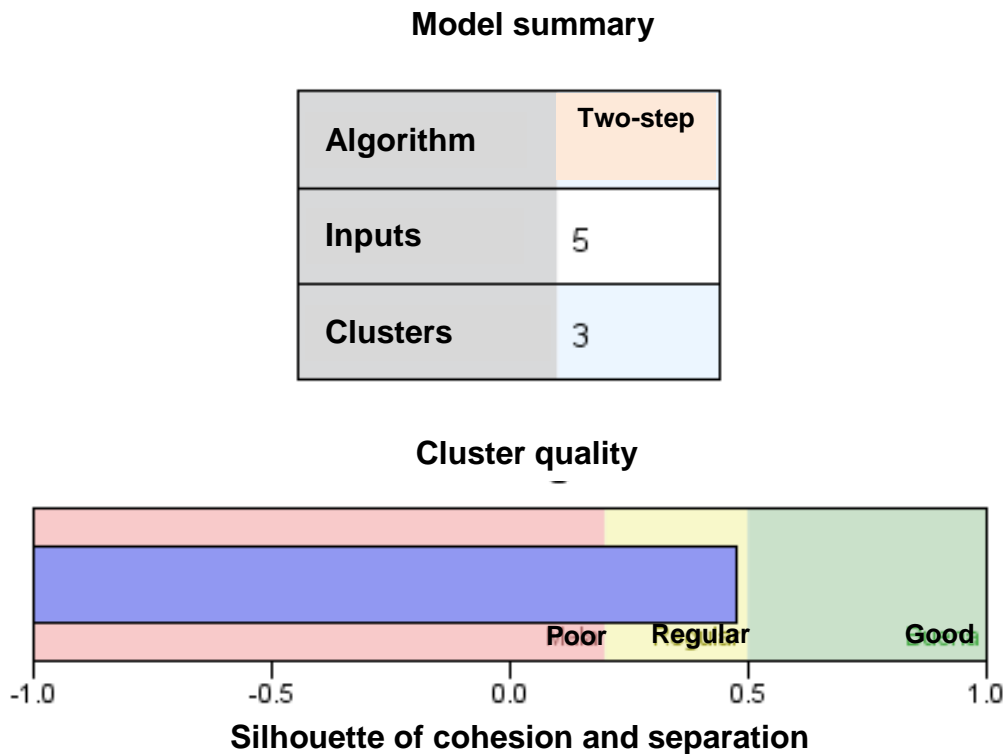 Model summary
Algorithm Two-step
Inputs 5
Clusters 3
Cluster quality
Poor Regular Good
-1.0 -0.5 0.0 0.5 1.0
Silhouette of cohesion and separation